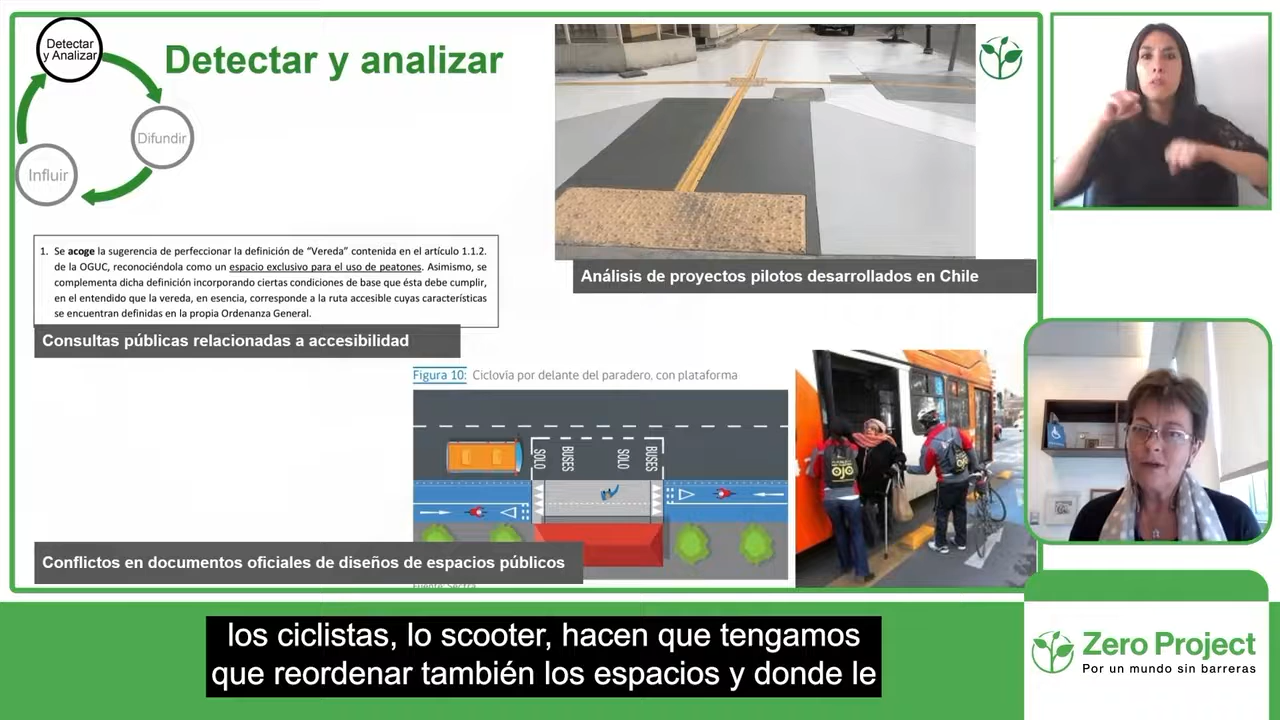 Detectar
y Analizar
Difundir
Influir
Detectar y analizar
Análisis de proyectos pilotos desarrollados en Chile
1. Se acoge la sugerencia de perfeccionar la definición de “Vereda” contenida en el artículo 1.1.2.
de la OGUC, reconociéndola como un espacio exclusivo para el uso de peatones. Asimismo, se
complementa dicha definición incorporando ciertas condiciones de base que ésta debe cumplir,
en el entendido que la vereda, en esencia, corresponde a la ruta accesible cuyas características
se encuentran definidas en la propia Ordenanza General.
Consultas públicas relacionadas a accesibilidad
Figura 10: Ciclovia por delante del paradero, con plataforma
SOLO
BUSES
SOLO
BUSES
OJO
OJO
Conflictos en documentos oficiales de diseños de espacios públicos
Fuente: Sectra
los ciclistas, lo scooter, hacen que tengamos
que reordenar también los espacios y donde le
Zero Project
Por un mundo sin barreras